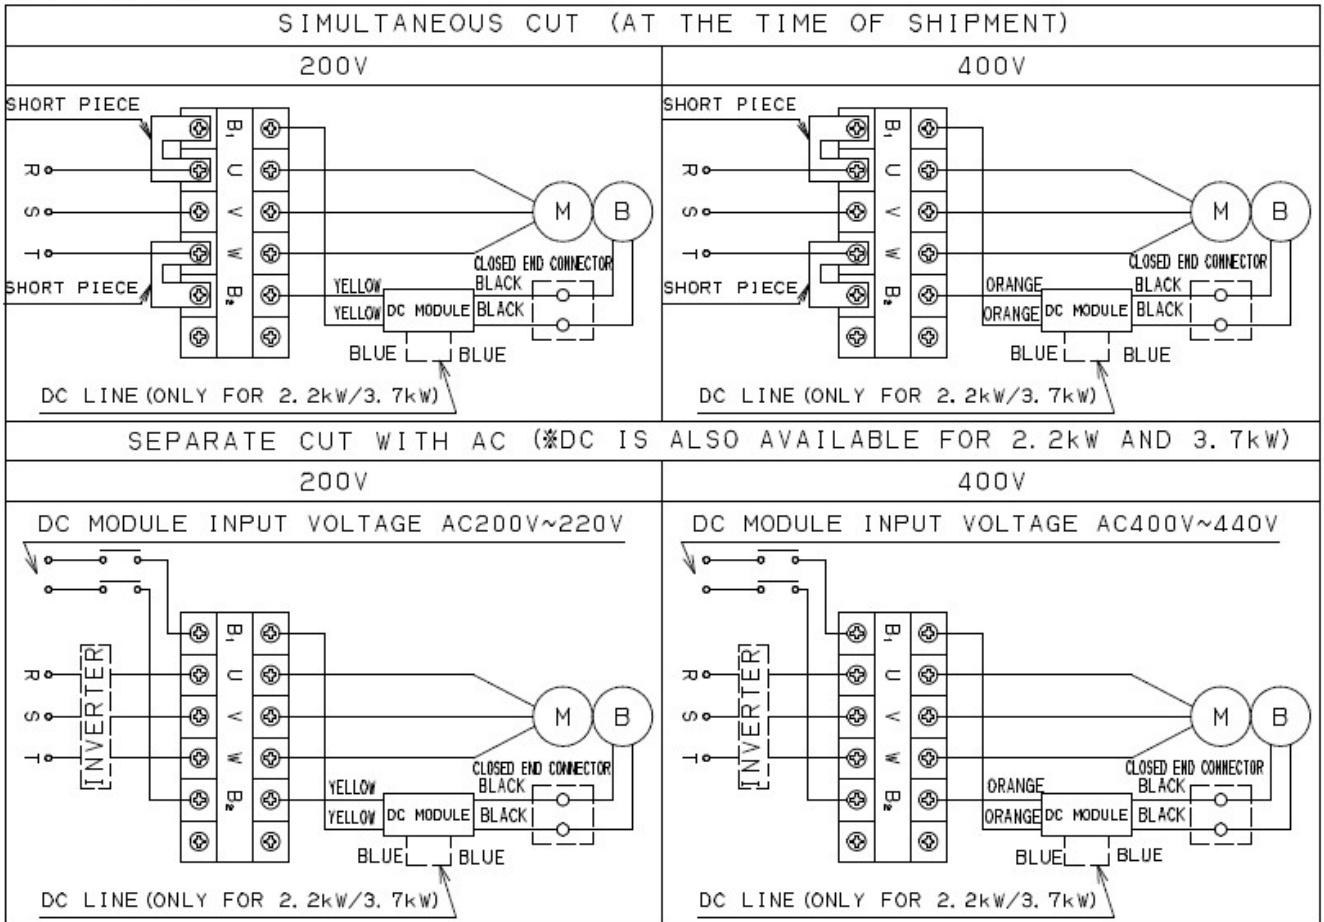 SIMULTANEOUS CUT (AT THE TIME OF SHIPMENT)
200V
400V
SHORT PIECE
B1
R
U
S
V
M
B
T
W
CLOSED END CONNECTOR
YELLOW
BLACK
SHORT PIECE
B2
YELLOW
DC MODULE
BLACK
BLUE
BLUE
DC LINE (ONLY FOR 2.2kW/3.7kW)
SHORT PIECE
B1
R
U
S
V
M
B
T
W
CLOSED END CONNECTOR
ORANGE
BLACK
SHORT PIECE
B2
ORANGE
DC MODULE
BLACK
BLUE
BLUE
DC LINE (ONLY FOR 2.2kW/3.7kW)
SEPARATE CUT WITH AC (※DC IS ALSO AVAILABLE FOR 2.2kW AND 3.7kW)
200V
400V
DC MODULE INPUT VOLTAGE AC200V~220V
B1
INVERTER
R
U
S
V
M
B
T
W
CLOSED END CONNECTOR
YELLOW
BLACK
B2
YELLOW
DC MODULE
BLACK
BLUE
BLUE
DC LINE (ONLY FOR 2.2kW/3.7kW)
DC MODULE INPUT VOLTAGE AC400V~440V
B1
INVERTER
R
U
S
V
M
B
T
W
CLOSED END CONNECTOR
ORANGE
BLACK
B2
ORANGE
DC MODULE
BLACK
BLUE
BLUE
DC LINE (ONLY FOR 2.2kW/3.7kW)